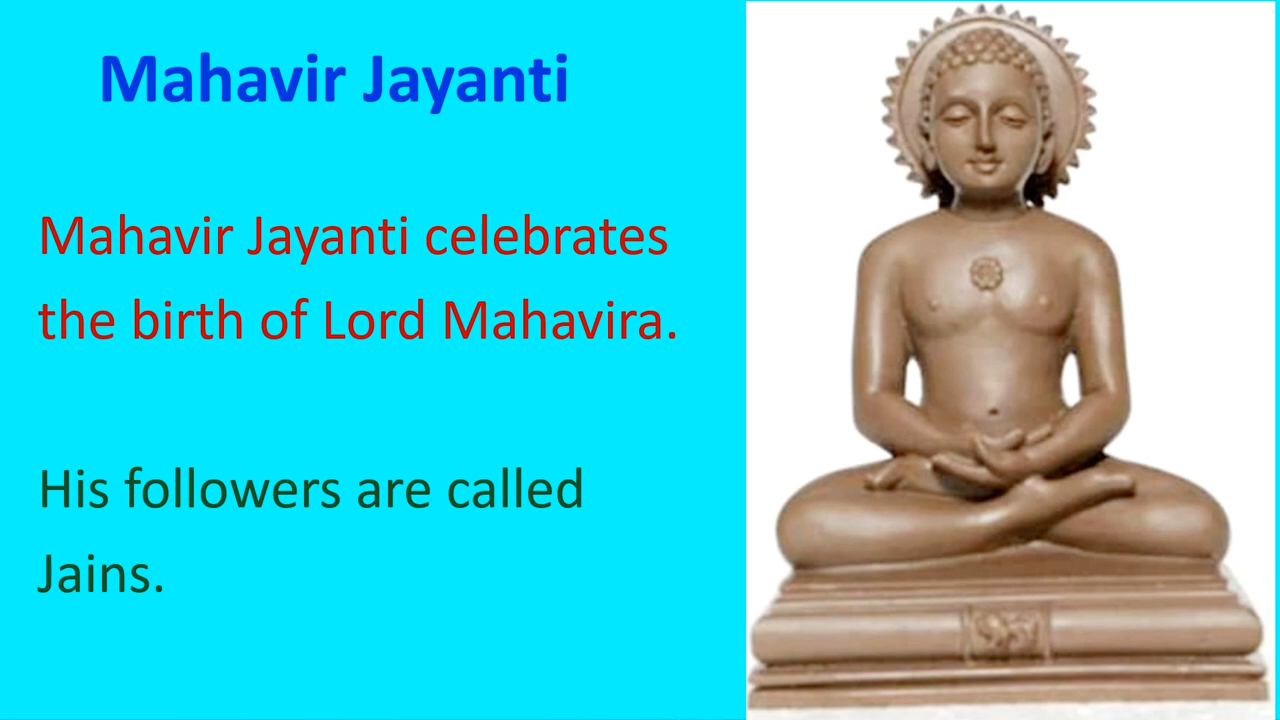 Mahavir Jayanti
Mahavir Jayanti celebrates
the birth of Lord Mahavira.
His followers are called
Jains.